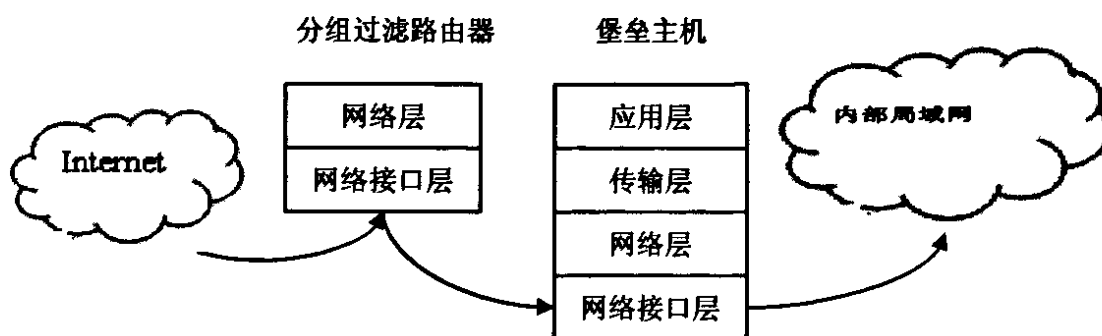 分组过滤路由器
堡垒主机
Internet
网络层
网络接口层
应用层
传输层
网络层
网络接口层
内部局域网